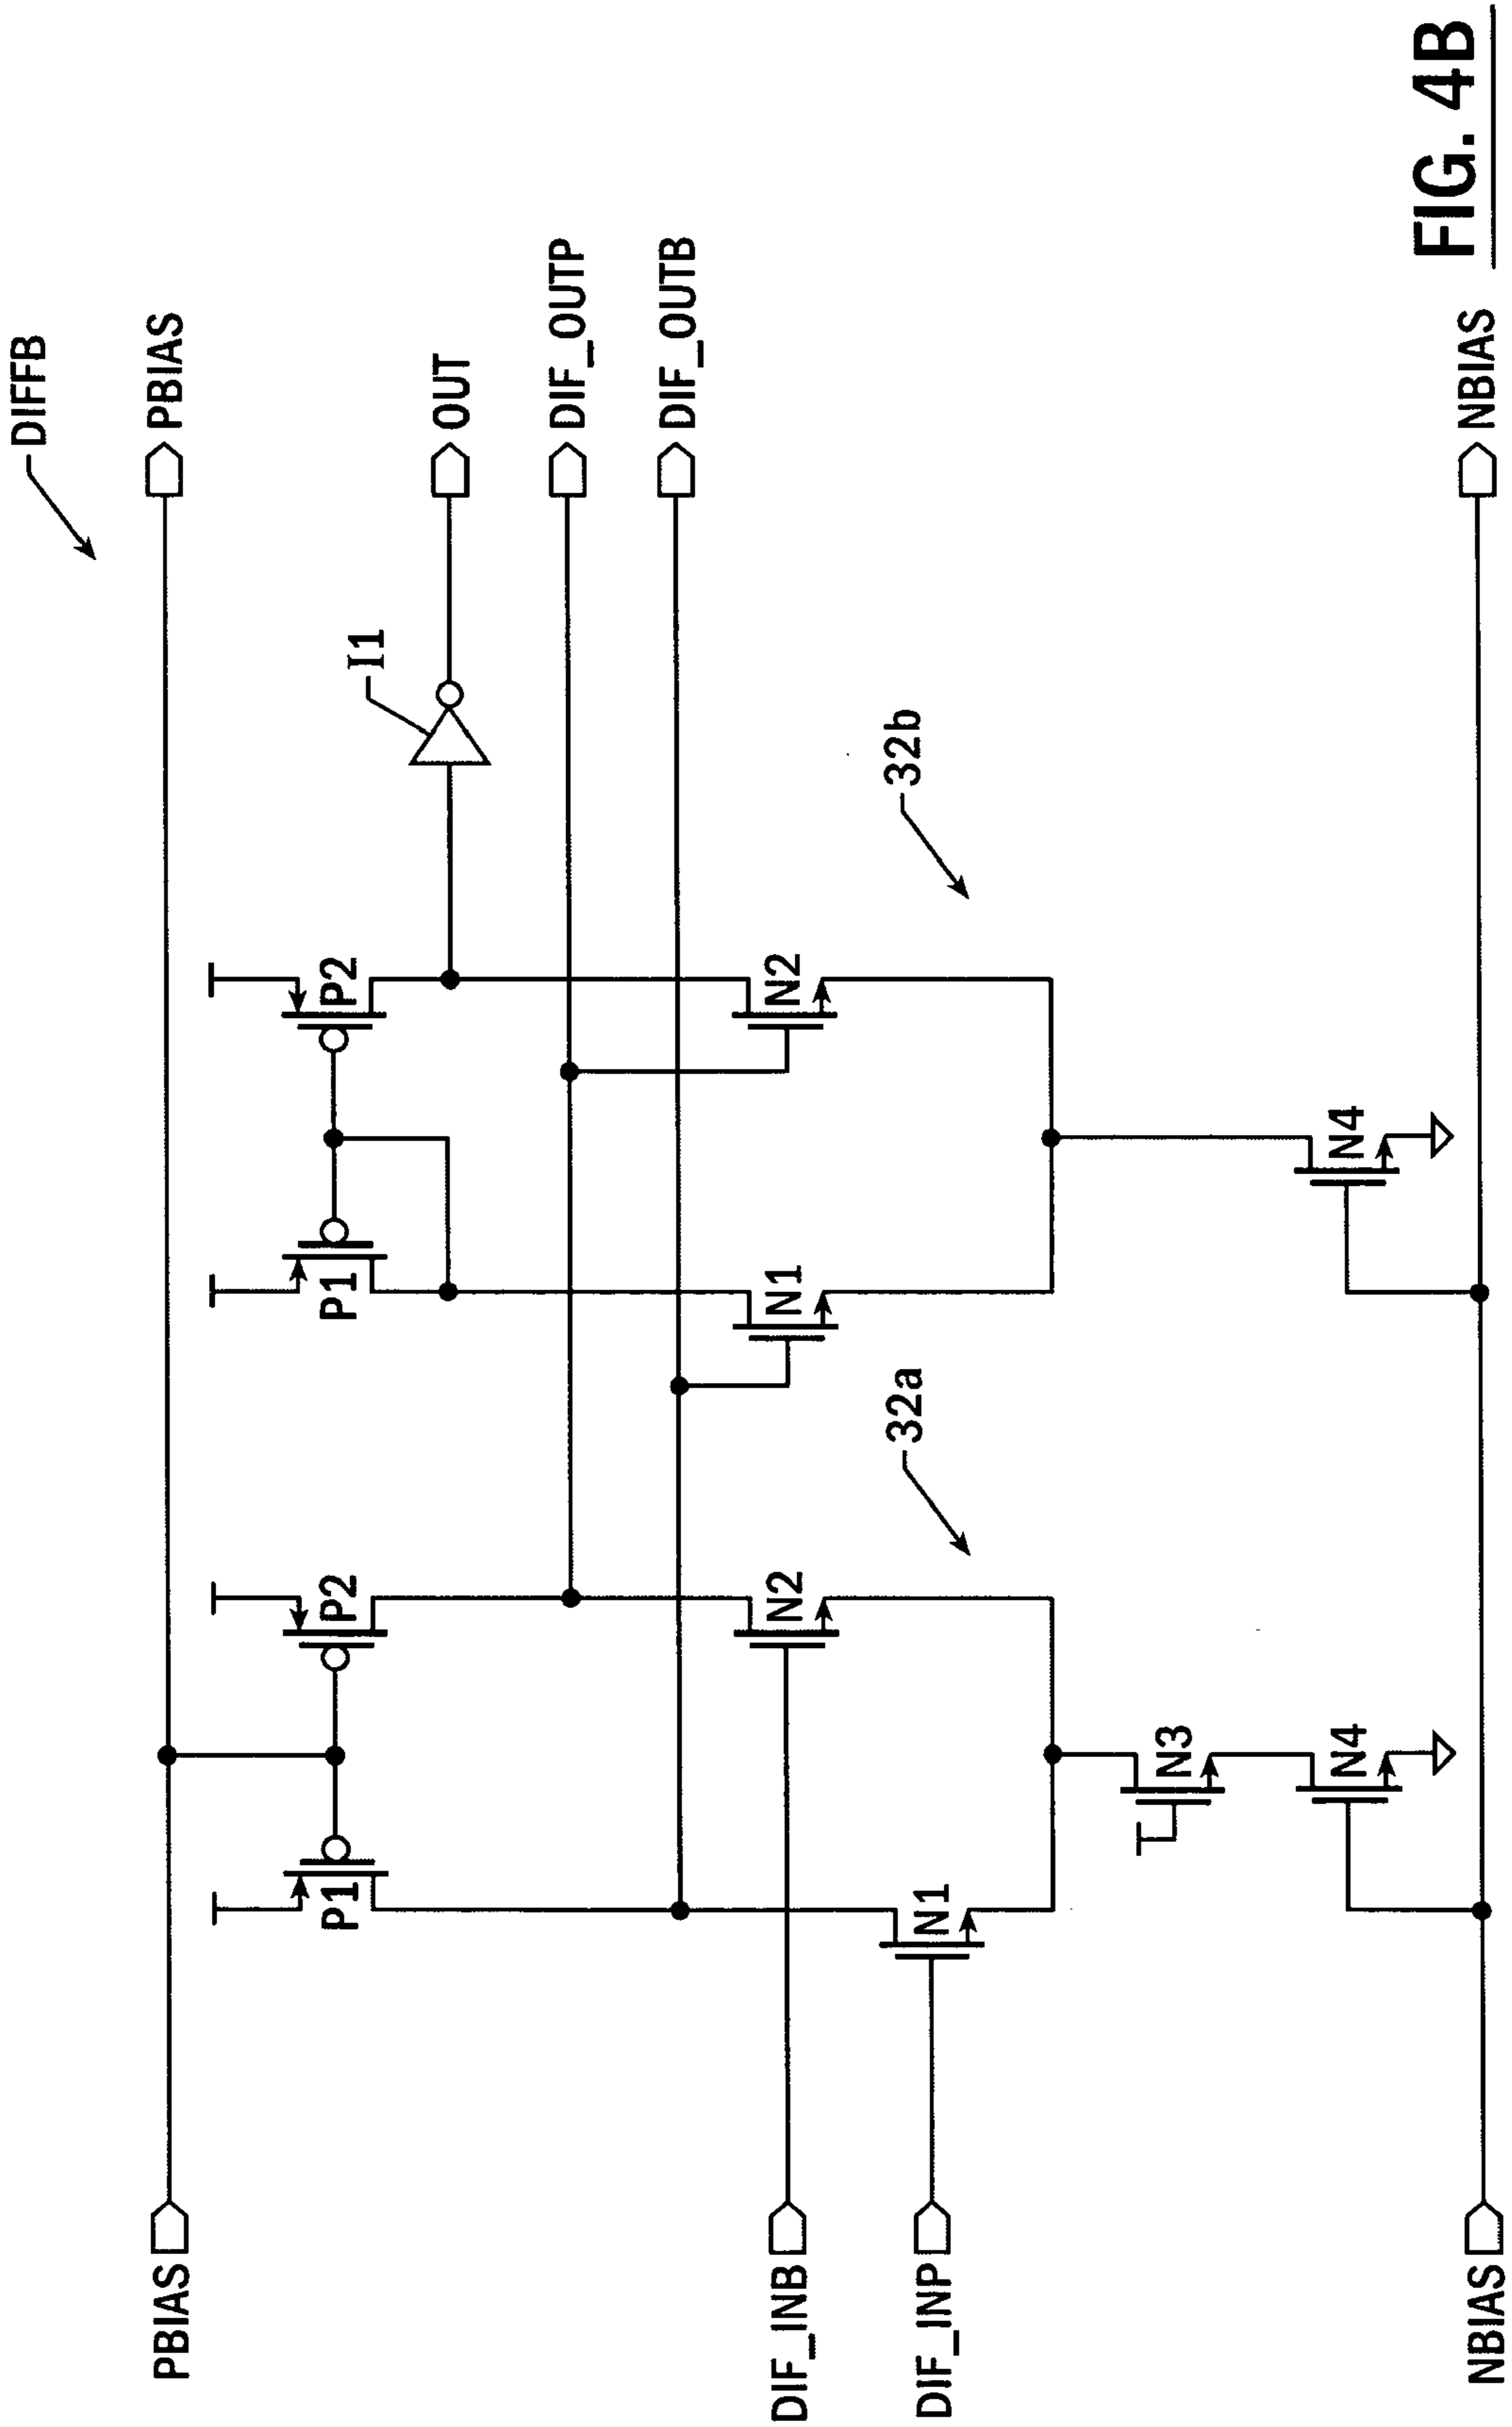 DIFFB
PBIAS
PBIAS
P1
P2
P1
P2
I1
OUT
DIF_OUTP
DIF_OUTB
DIF_INB
N2
N1
N2
DIF_INP
N1
32a
32b
N3
N4
N4
NBIAS
NBIAS
FIG. 4B